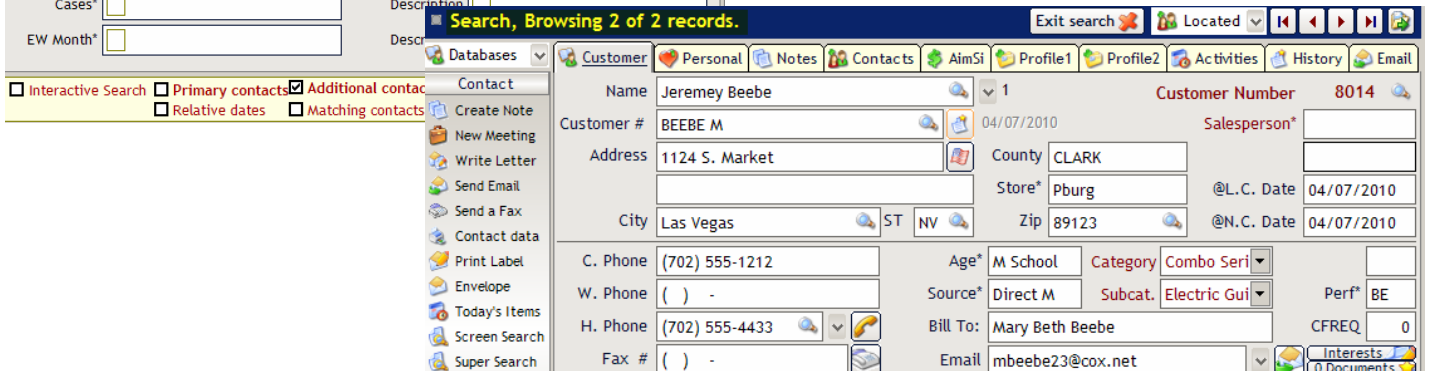 Cases*
Description
EW Month*
Descr
Interactive Search Primary contacts Additional contac
Relative dates Matching contacts
Search, Browsing 2 of 2 records. Exit search Located
Databases Customer Personal Notes Contacts AimSi Profile1 Profile2 Activities History Email
Contact
Create Note
New Meeting
Write Letter
Send Email
Send a Fax
Contact data
Print Label
Envelope
Today's Items
Screen Search
Super Search
Name Jeremey Beebe 1 Customer Number 8014
Customer # BEEBE M 04/07/2010 Salesperson*
Address 1124 S. Market County CLARK
Store* Pburg @L.C. Date 04/07/2010
City Las Vegas ST NV Zip 89123 @N.C. Date 04/07/2010
C. Phone (702) 555-1212 Age* M School Category Combo Seri
W. Phone ( ) - Source* Direct M Subcat. Electric Gui Perf* BE
H. Phone (702) 555-4433 Bill To: Mary Beth Beebe CFREQ 0
Fax # ( ) - Email mbeebe23@cox.net Interests
0 Documents